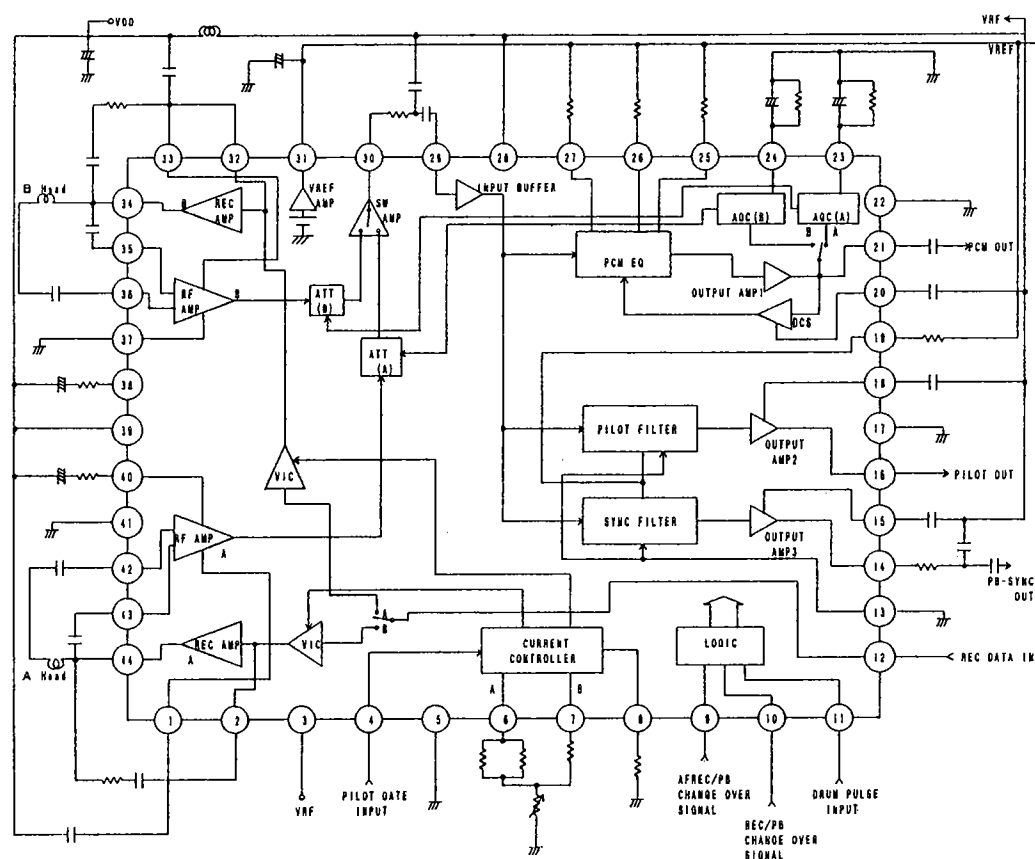 VDD
VRF
VREF
33
32
31
30
29
28
27
26
25
24
23
B Head
34
B
REC
AMP
VREF
AMP
SW
AMP
INPUT BUFFER
AGC(B)
AGC(A)
22
35
B
A
21
PCM OUT
PCM EQ
OUTPUT AMP1
36
RF
AMP
B
ATT
(B)
20
DCS
37
ATT
(A)
19
38
18
PILOT FILTER
39
OUTPUT
AMP2
17
40
VIC
16
PILOT OUT
SYNC FILTER
15
41
RF AMP
A
OUTPUT
AMP3
42
14
PB-SYNC
OUT
43
A
B
13
44
REC AMP
A
VIC
CURRENT
CONTROLLER
LOGIC
12
REC DATA IN
A Head
A
B
1
2
3
4
5
6
7
8
9
10
11
VRF
PILOT GATE
INPUT
AFREC/PB
CHANGE OVER
SIGNAL
DRUM PULSE
INPUT
REC/PB
CHANGE OVER
SIGNAL